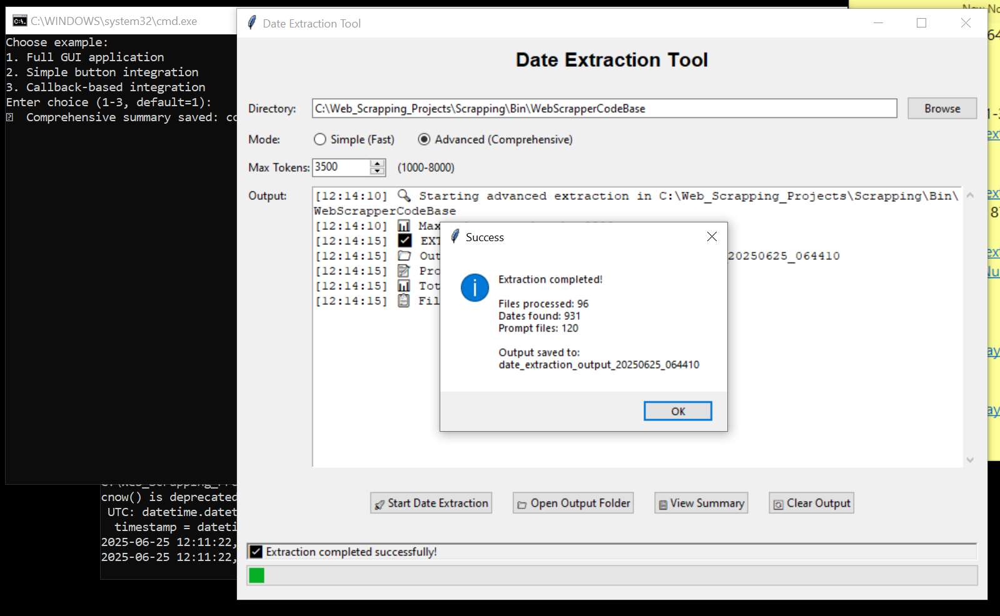 C:\WINDOWS\system32\cmd.exe
Choose example:
1. Full GUI application
2. Simple button integration
3. Callback-based integration
Enter choice (1-3, default=1):
Comprehensive summary saved: co
cnow() is deprecated
UTC: datetime.datet
timestamp = dateti
2025-06-25 12:11:22,
2025-06-25 12:11:22,
Date Extraction Tool
Date Extraction Tool
Directory: C:\Web_Scrapping_Projects\Scrapping\Bin\WebScrapperCodeBase Browse
Mode: Simple (Fast) Advanced (Comprehensive)
Max Tokens: 3500 (1000-8000)
Output:
[12:14:10] 🔍 Starting advanced extraction in C:\Web_Scrapping_Projects\Scrapping\Bin\
WebScrapperCodeBase
[12:14:10] 📊 Max
[12:14:15] ✅ EXT
[12:14:15] 📁 Out 20250625_064410
[12:14:15] 📝 Pro
[12:14:15] 📊 Tot
[12:14:15] 📋 Fil
Success
Extraction completed!
Files processed: 96
Dates found: 931
Prompt files: 120
Output saved to:
date_extraction_output_20250625_064410
OK
Start Date Extraction Open Output Folder View Summary Clear Output
Extraction completed successfully!
64
1-3
ext
ext
8
ext
Nu
ay
ay